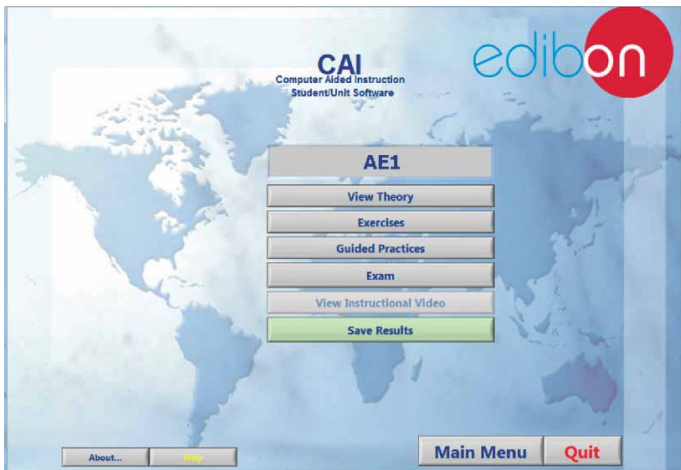 CAI
Computer Aided Instruction
Student/Unit Software
edibon
AE1
View Theory
Exercises
Guided Practices
Exam
View Instructional Video
Save Results
About...
Help
Main Menu
Quit